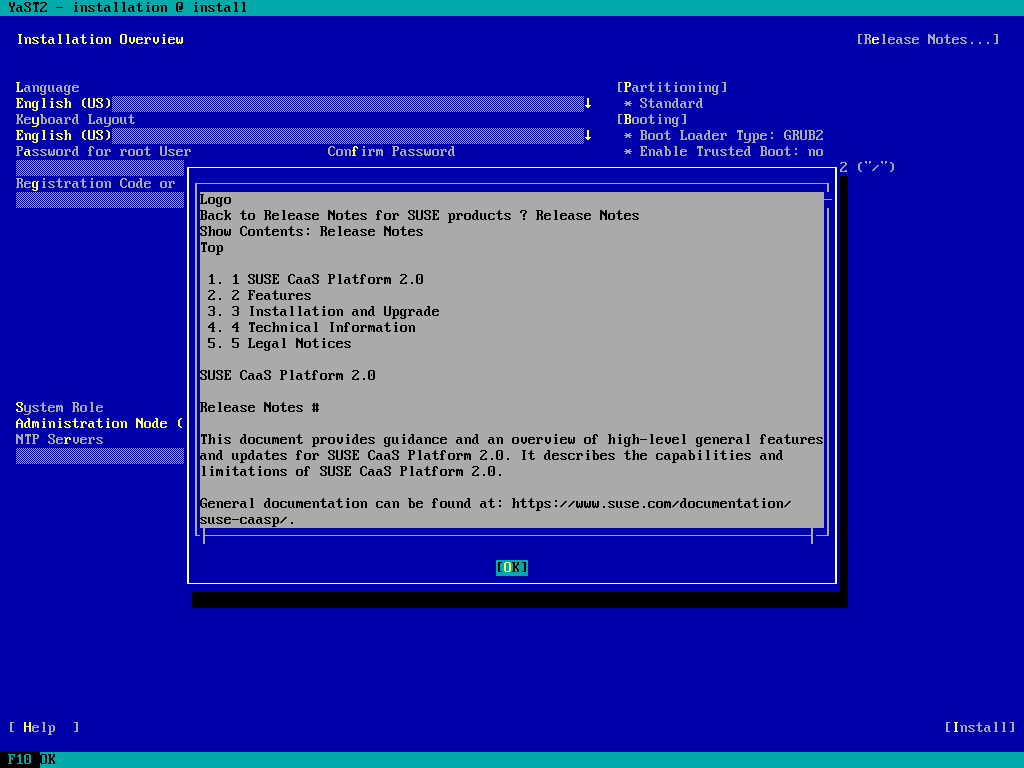 YaST2 - installation @ install
Installation Overview [Release Notes...]
Language [Partitioning]
English (US) ↓ * Standard
Keyboard Layout [Booting]
English (US) ↓ * Boot Loader Type: GRUB2
Password for root User Confirm Password * Enable Trusted Boot: no
2 ("/")
Registration Code or
Logo
Back to Release Notes for SUSE products ? Release Notes
Show Contents: Release Notes
Top
1. 1 SUSE CaaS Platform 2.0
2. 2 Features
3. 3 Installation and Upgrade
4. 4 Technical Information
5. 5 Legal Notices
SUSE CaaS Platform 2.0
Release Notes #
This document provides guidance and an overview of high-level general features
and updates for SUSE CaaS Platform 2.0. It describes the capabilities and
limitations of SUSE CaaS Platform 2.0.
General documentation can be found at: https://www.suse.com/documentation/
suse-caasp/.
[OK]
System Role
Administration Node (
NTP Servers
[ Help ] [Install]
F10 OK